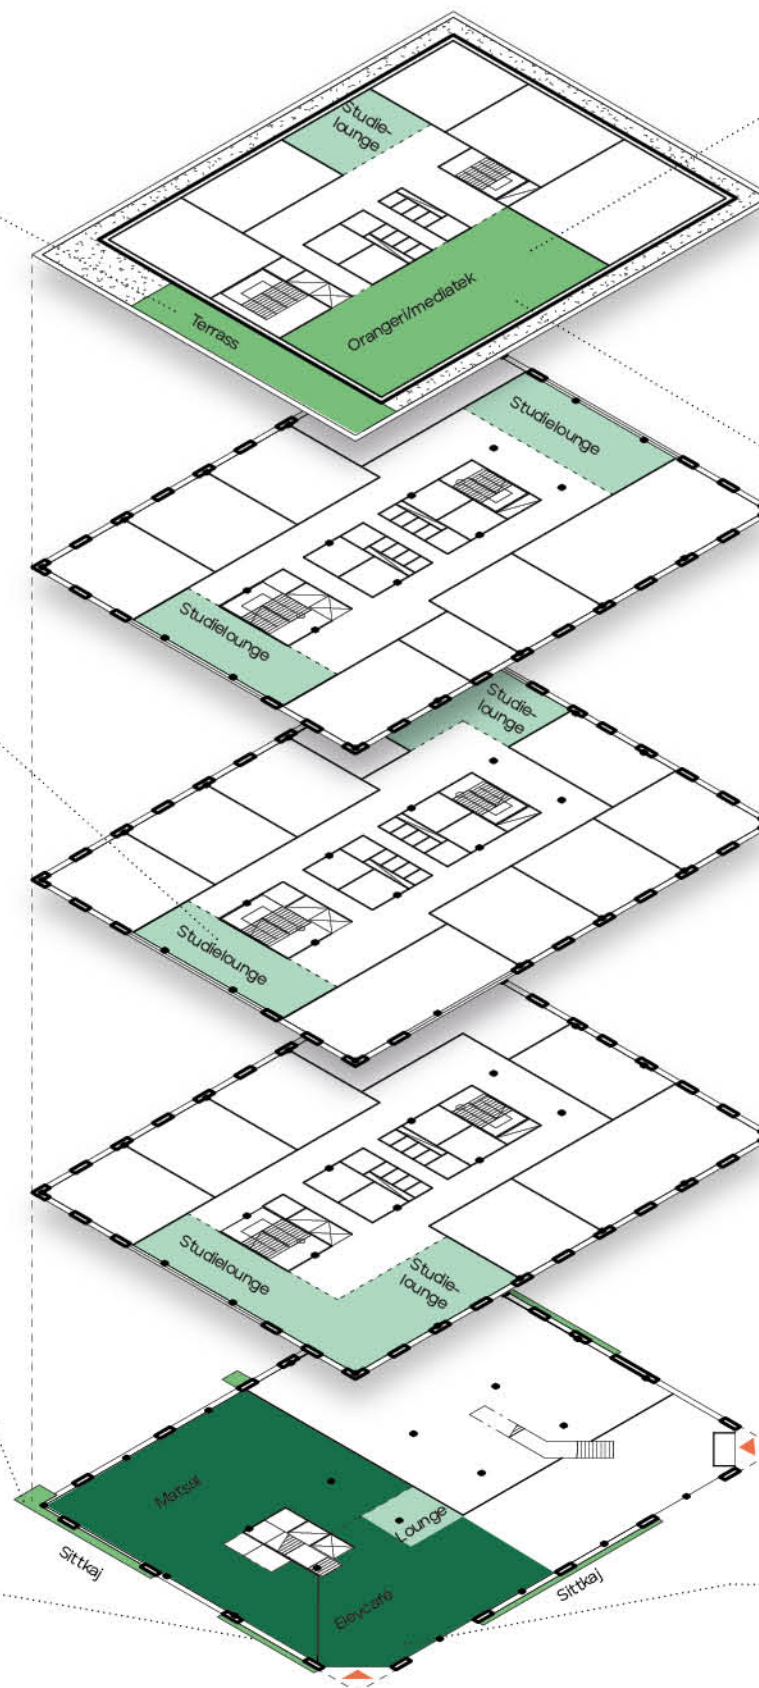 Studie-
lounge
Orangeri/mediatek
Terrass
Studielounge
Studielounge
Studie-
lounge
Studielounge
Studielounge
Studie-
lounge
Matsal
Lounge
Elevcafé
Sittkaj
Sittkaj